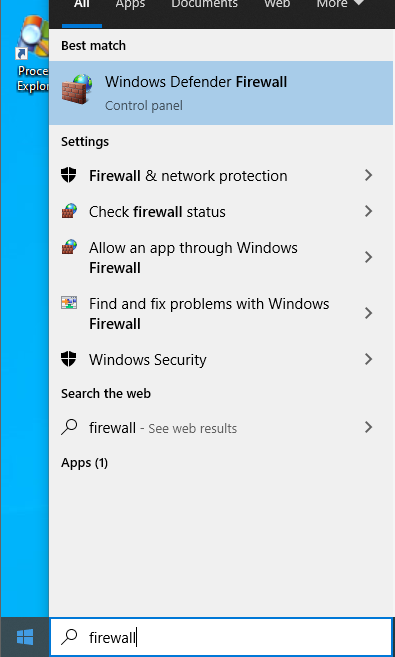 All Apps Documents Web More
Proce
Explor
Best match
Windows Defender Firewall
Control panel
Settings
Firewall & network protection
Check firewall status
Allow an app through Windows
Firewall
Find and fix problems with Windows
Firewall
Windows Security
Search the web
firewall - See web results
Apps (1)
firewall